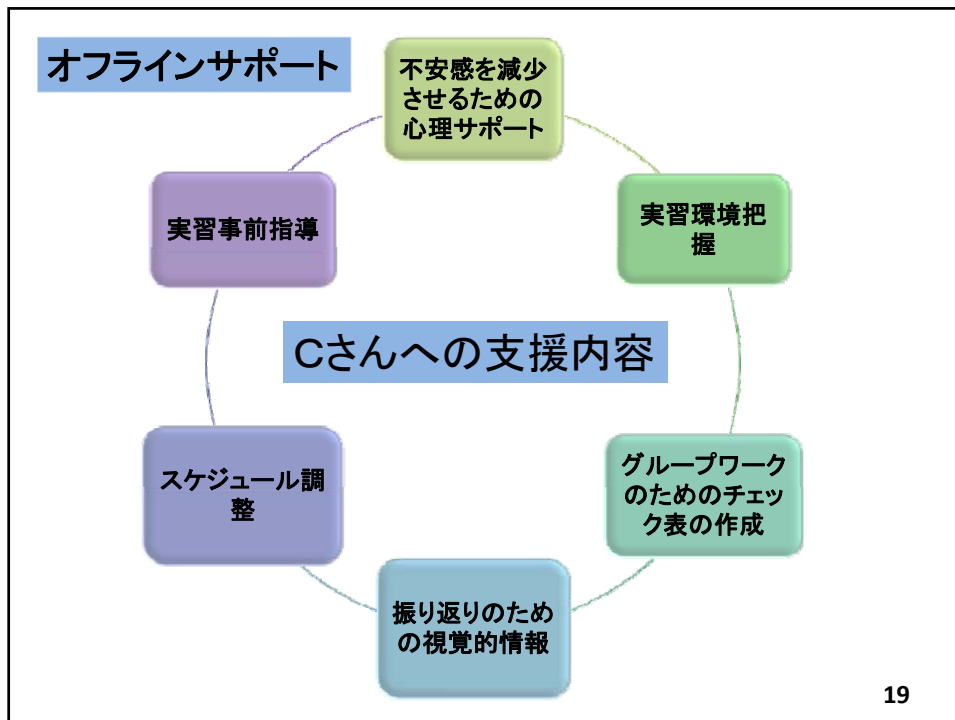 オフラインサポート
不安感を減少
させるための
心理サポート
実習環境把
握
グループワーク
のためのチェッ
ク表の作成
振り返りのため
の視覚的情報
スケジュール調
整
実習事前指導
Cさんへの支援内容
19